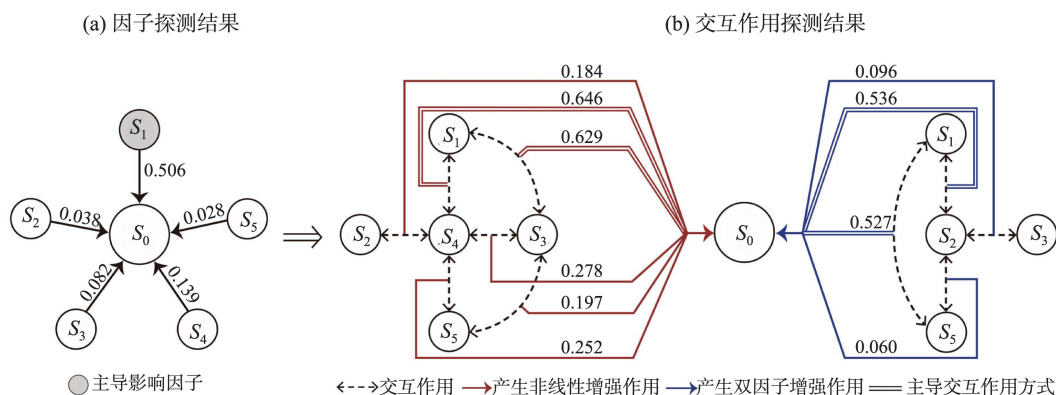 (a) 因子探测结果
(b) 交互作用探测结果
S1
0.506
S2
0.038
S0
0.028
S5
0.082
0.139
S3
S4
主导影响因子
0.184
0.646
0.629
S1
S2
S4
S3
S5
0.278
0.197
0.252
S0
0.096
0.536
0.527
0.060
S1
S2
S3
S5
交互作用
产生非线性增强作用
产生双因子增强作用
主导交互作用方式